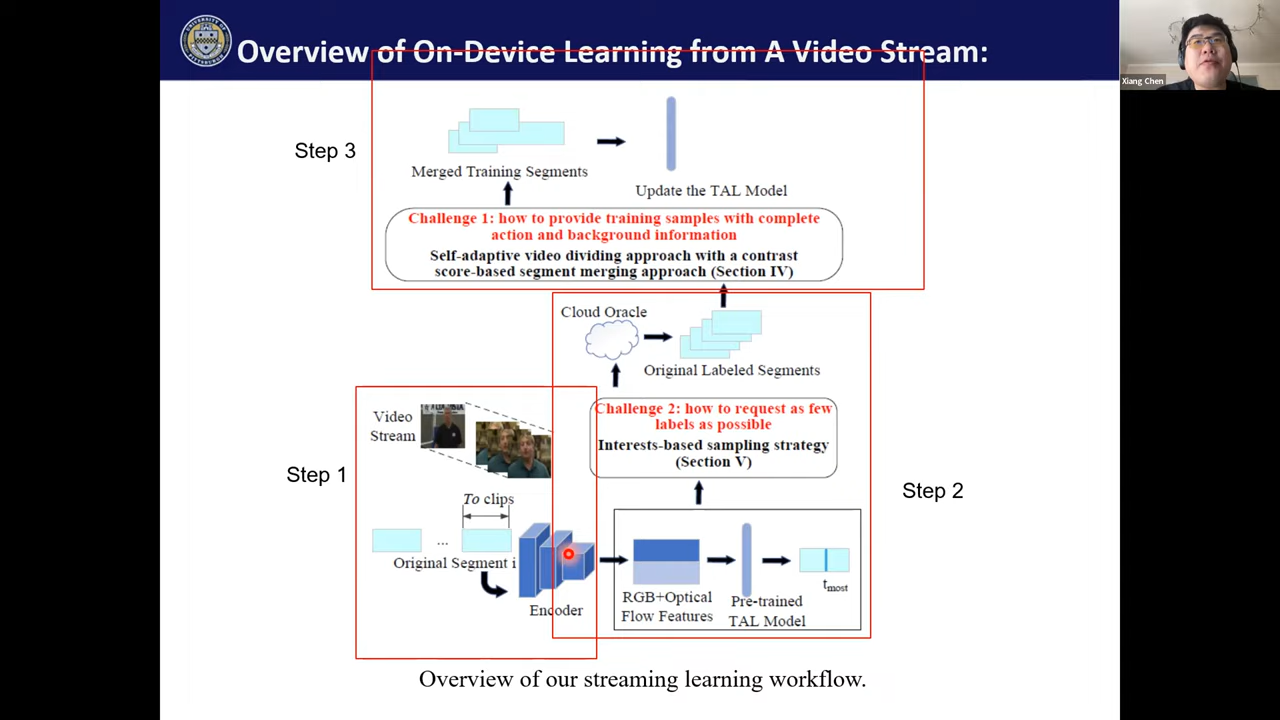 Overview of On-Device Learning from A Video Stream:
Xiang Chen
Step 3
Merged Training Segments
Update the TAL Model
Challenge 1: how to provide training samples with complete
action and background information
Self-adaptive video dividing approach with a contrast
score-based segment merging approach (Section IV)
Cloud Oracle
Original Labeled Segments
Challenge 2: how to request as few
labels as possible
Interests-based sampling strategy
(Section V)
Step 1
Video
Stream
To clips
...
Original Segment i
Encoder
Step 2
RGB+Optical
Flow Features
Pre-trained
TAL Model
tmost
Overview of our streaming learning workflow.